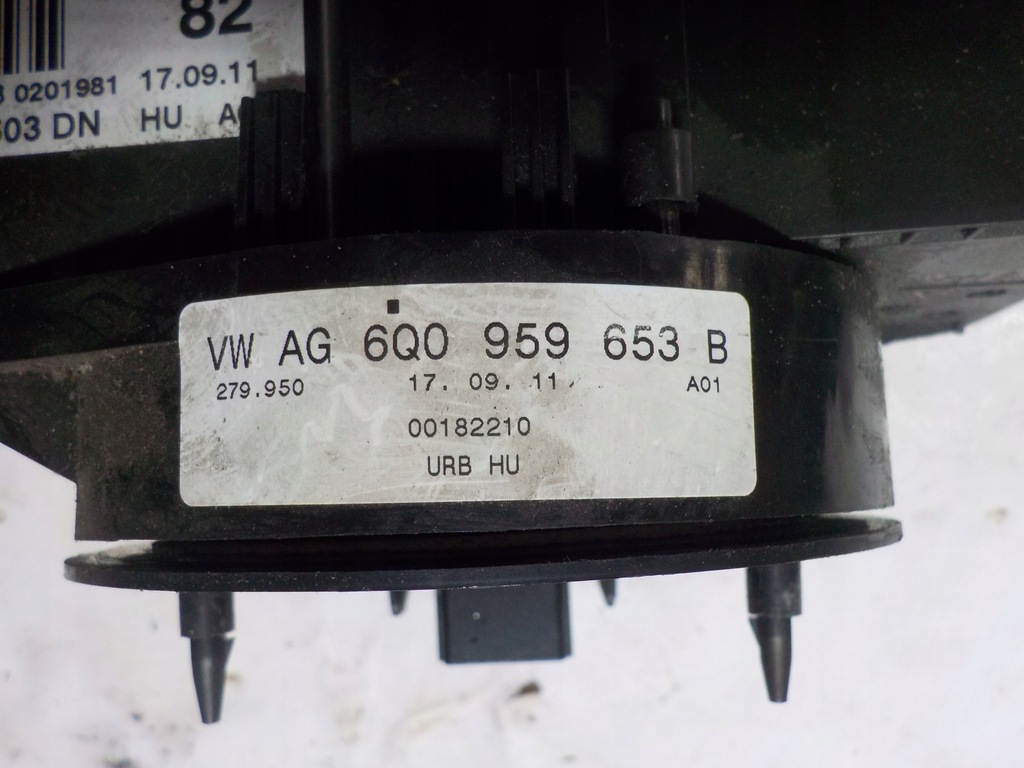 82
0201981 17.09.11
603 DN HU
VW AG 6Q0 959 653 B
279.950 17. 09. 11 A01
00182210
URB HU